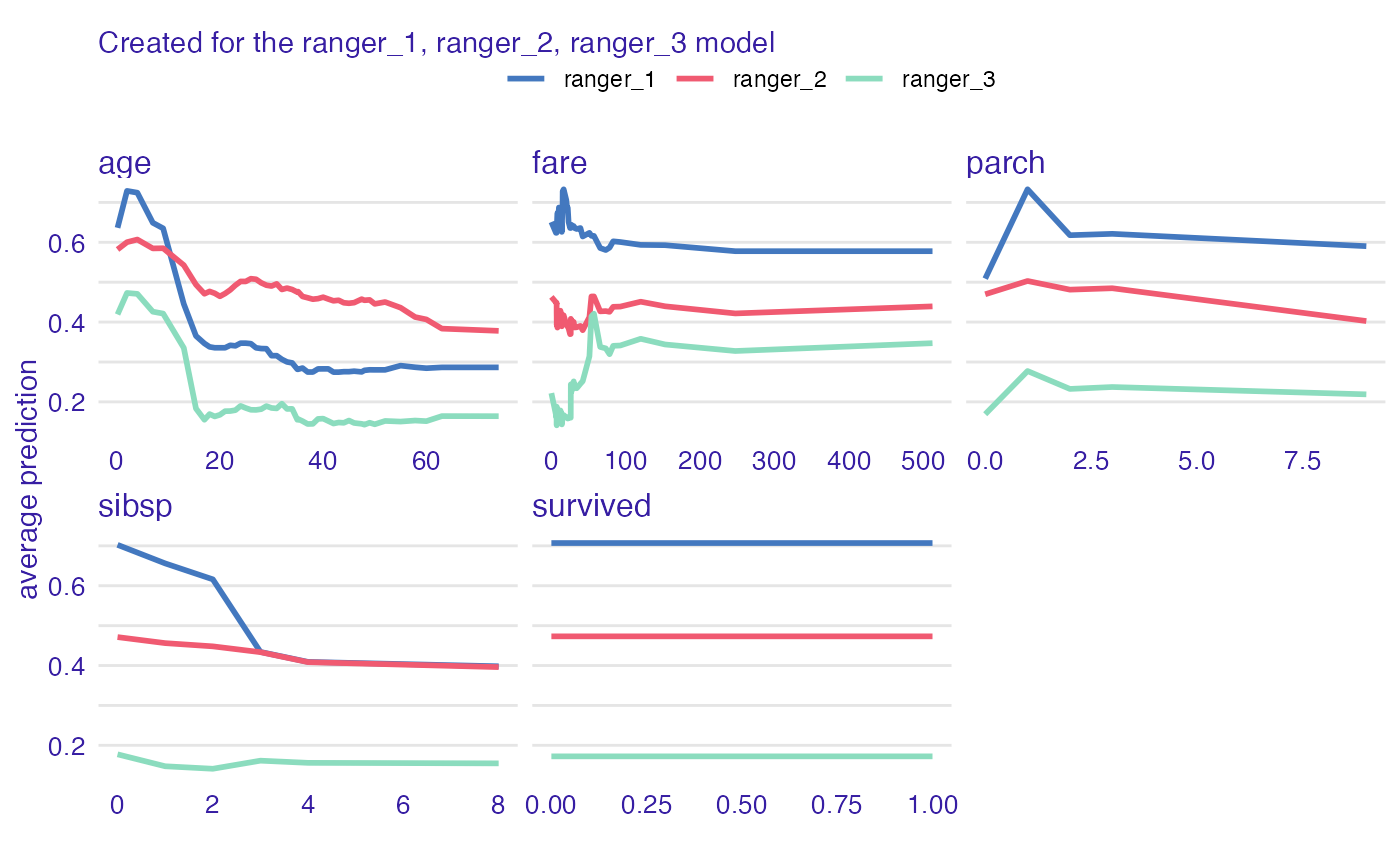 Created for the ranger_1, ranger_2, ranger_3 model
ranger_1 ranger_2 ranger_3
age fare parch
0.6
0.4
0.2
0 20 40 60 0 100 200 300 400 500 0.0 2.5 5.0 7.5
average prediction
sibsp survived
0.6
0.4
0.2
0 2 4 6 8 0.00 0.25 0.50 0.75 1.00